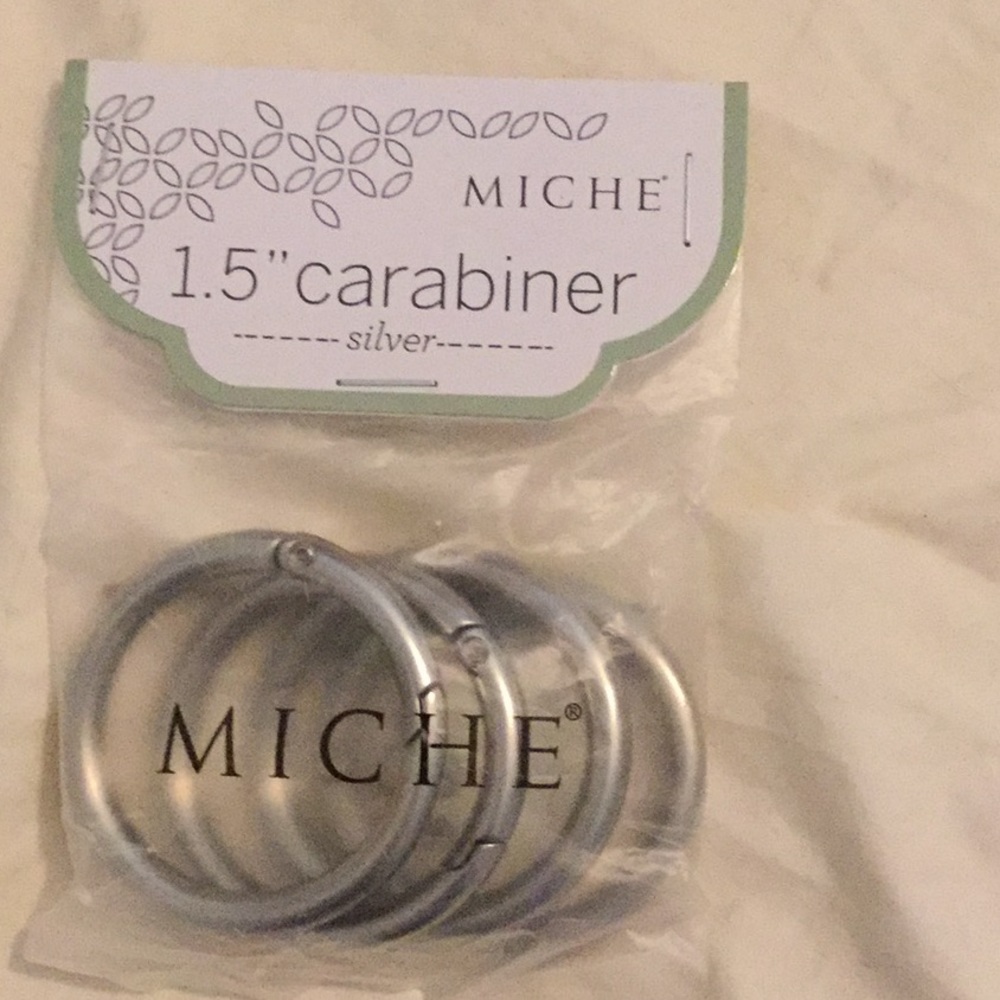 MICHE®
1.5" carabiner
-------silver-------
MICHE®